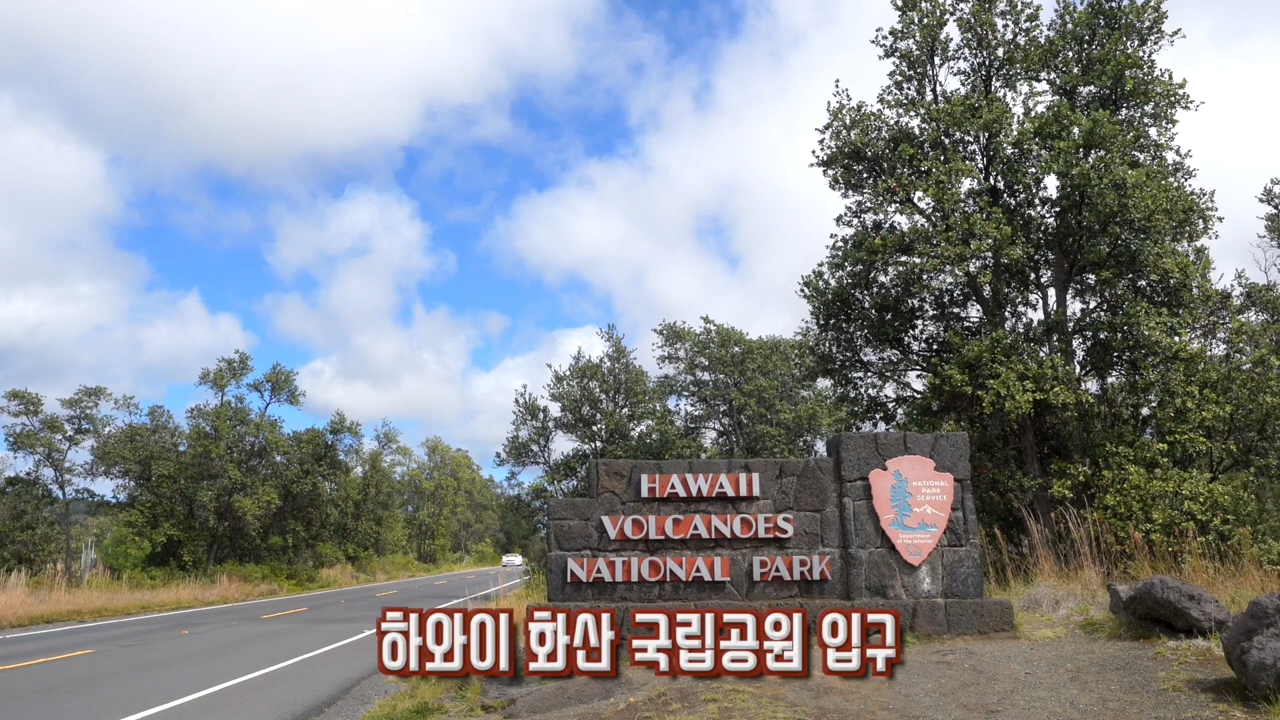 HAWAII
VOLCANOES
NATIONAL PARK
NATIONAL
PARK
SERVICE
Department
of the Interior
하와이 화산 국립공원 입구